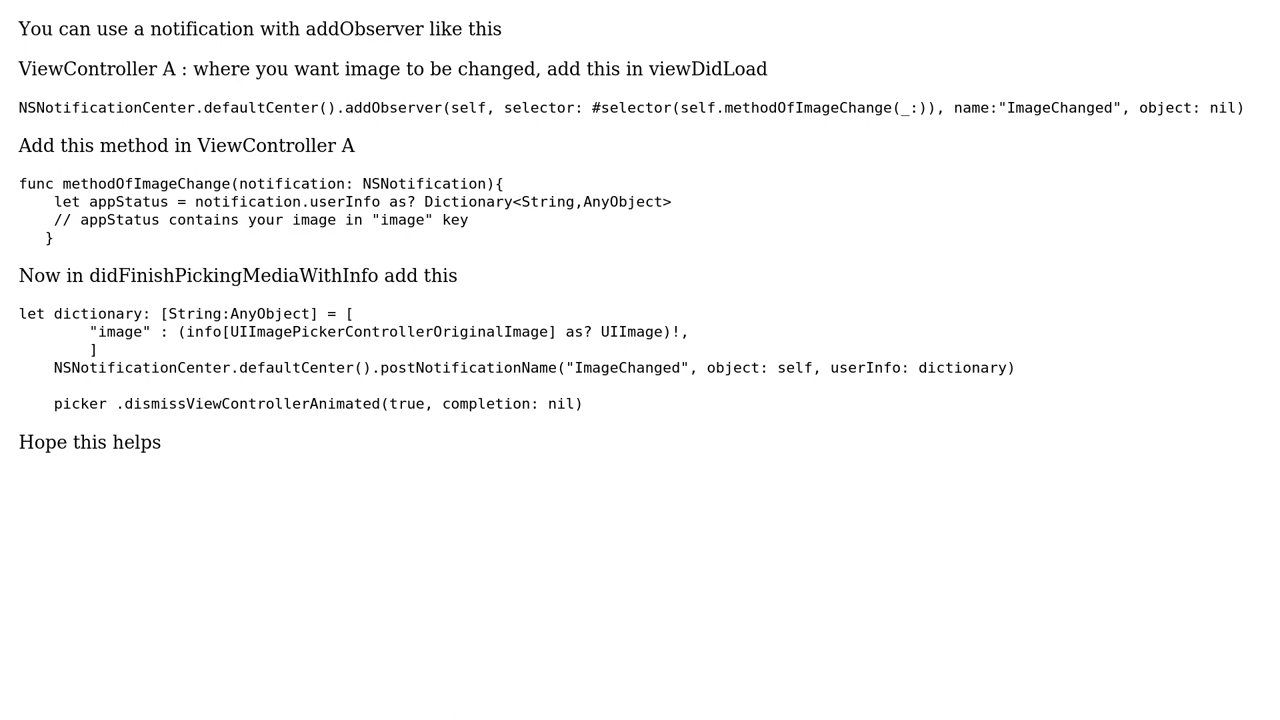 You can use a notification with addObserver like this
ViewController A : where you want image to be changed, add this in viewDidLoad
NSNotificationCenter.defaultCenter().addObserver(self, selector: #selector(self.methodOfImageChange(_:)), name:"ImageChanged", object: nil)
Add this method in ViewController A
func methodOfImageChange(notification: NSNotification){
    let appStatus = notification.userInfo as? Dictionary<String,AnyObject>
    // appStatus contains your image in "image" key
   }
Now in didFinishPickingMediaWithInfo add this
let dictionary: [String:AnyObject] = [
        "image" : (info[UIImagePickerControllerOriginalImage] as? UIImage)!,
        ]
    NSNotificationCenter.defaultCenter().postNotificationName("ImageChanged", object: self, userInfo: dictionary)
    picker .dismissViewControllerAnimated(true, completion: nil)
Hope this helps